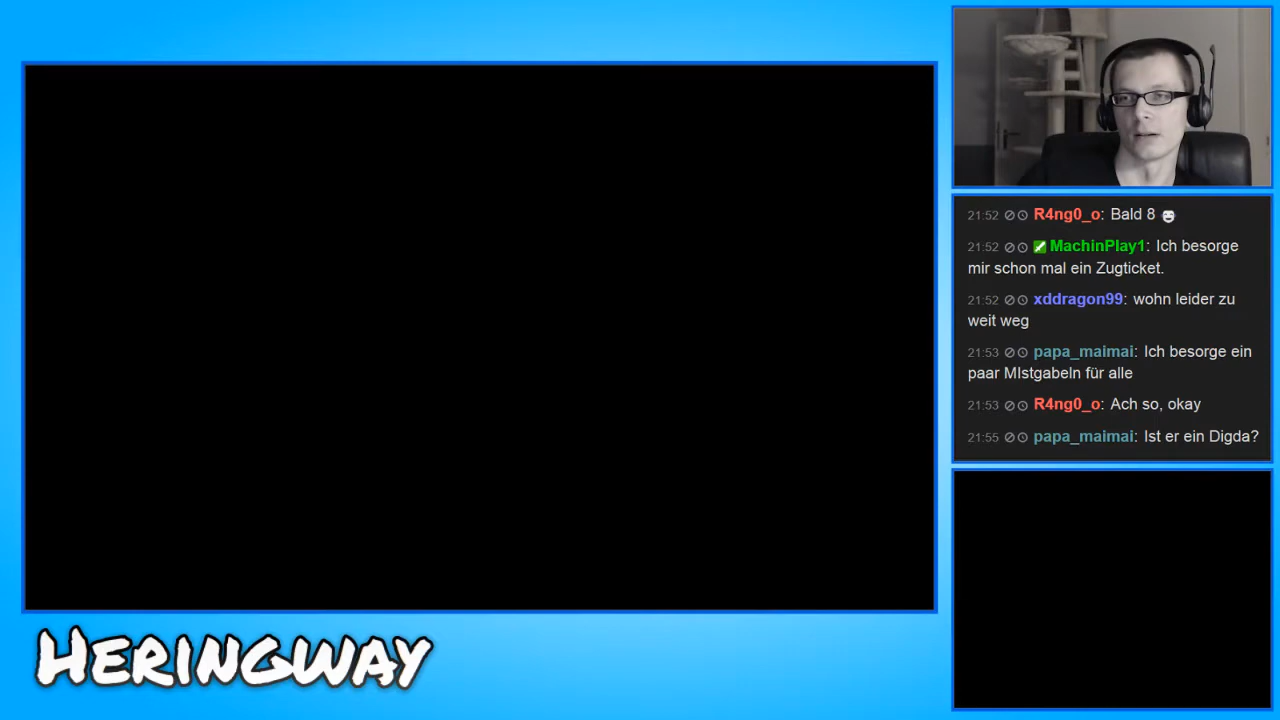 21:52 R4ng0_o: Bald 8
21:52 MachinPlay1: Ich besorge
mir schon mal ein Zugticket.
21:52 xddragon99: wohn leider zu
weit weg
21:53 papa_maimai: Ich besorge ein
paar MIstgabeln für alle
21:53 R4ng0_o: Ach so, okay
21:55 papa_maimai: Ist er ein Digda?
HERINGWAY